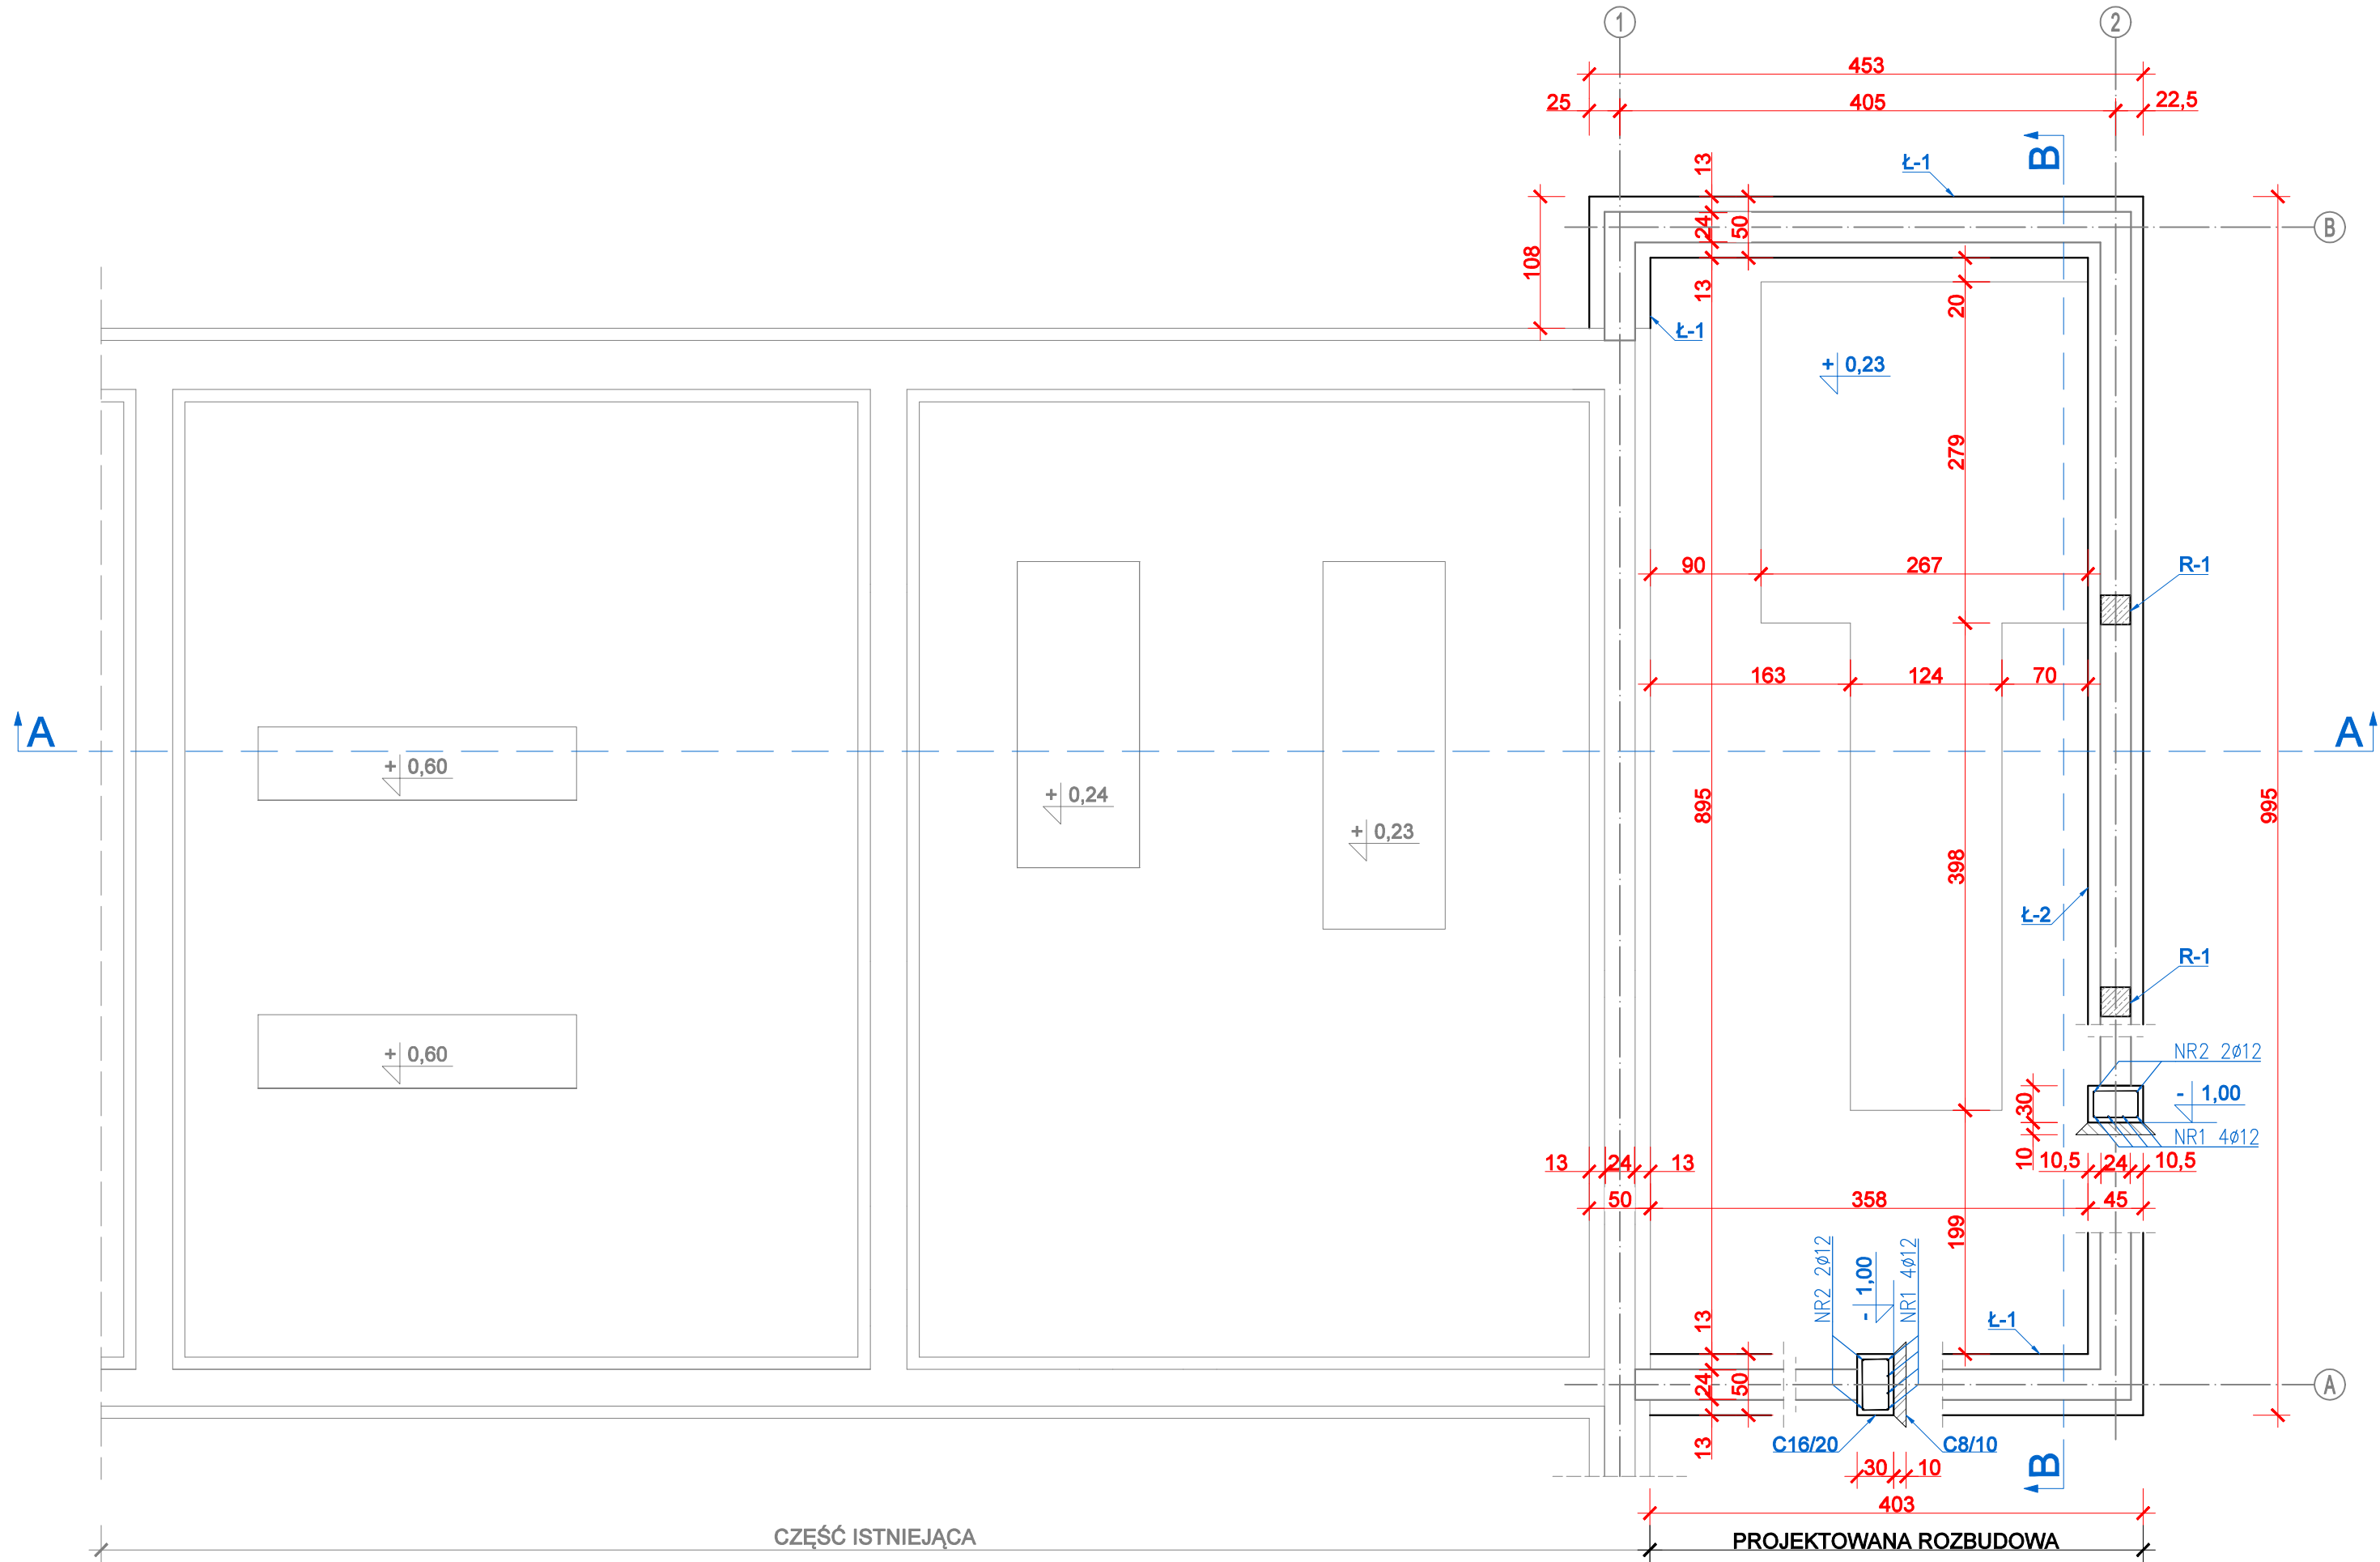 1
2
453
25
405
22,5
B
13
Ł-1
24
50
B
108
13
20
Ł-1
+ 0,23
279
90
267
R-1
163
124
70
A
A
+ 0,60
+ 0,24
895
995
+ 0,23
398
Ł-2
R-1
+ 0,60
NR2 2ø12
30
- 1,00
NR1 4ø12
10
13
24
13
10,5
24
10,5
50
358
45
199
NR2 2ø12
- 1,00
NR1 4ø12
13
Ł-1
24
50
A
13
C16/20
C8/10
B
30
10
403
CZĘŚĆ ISTNIEJĄCA
PROJEKTOWANA ROZBUDOWA